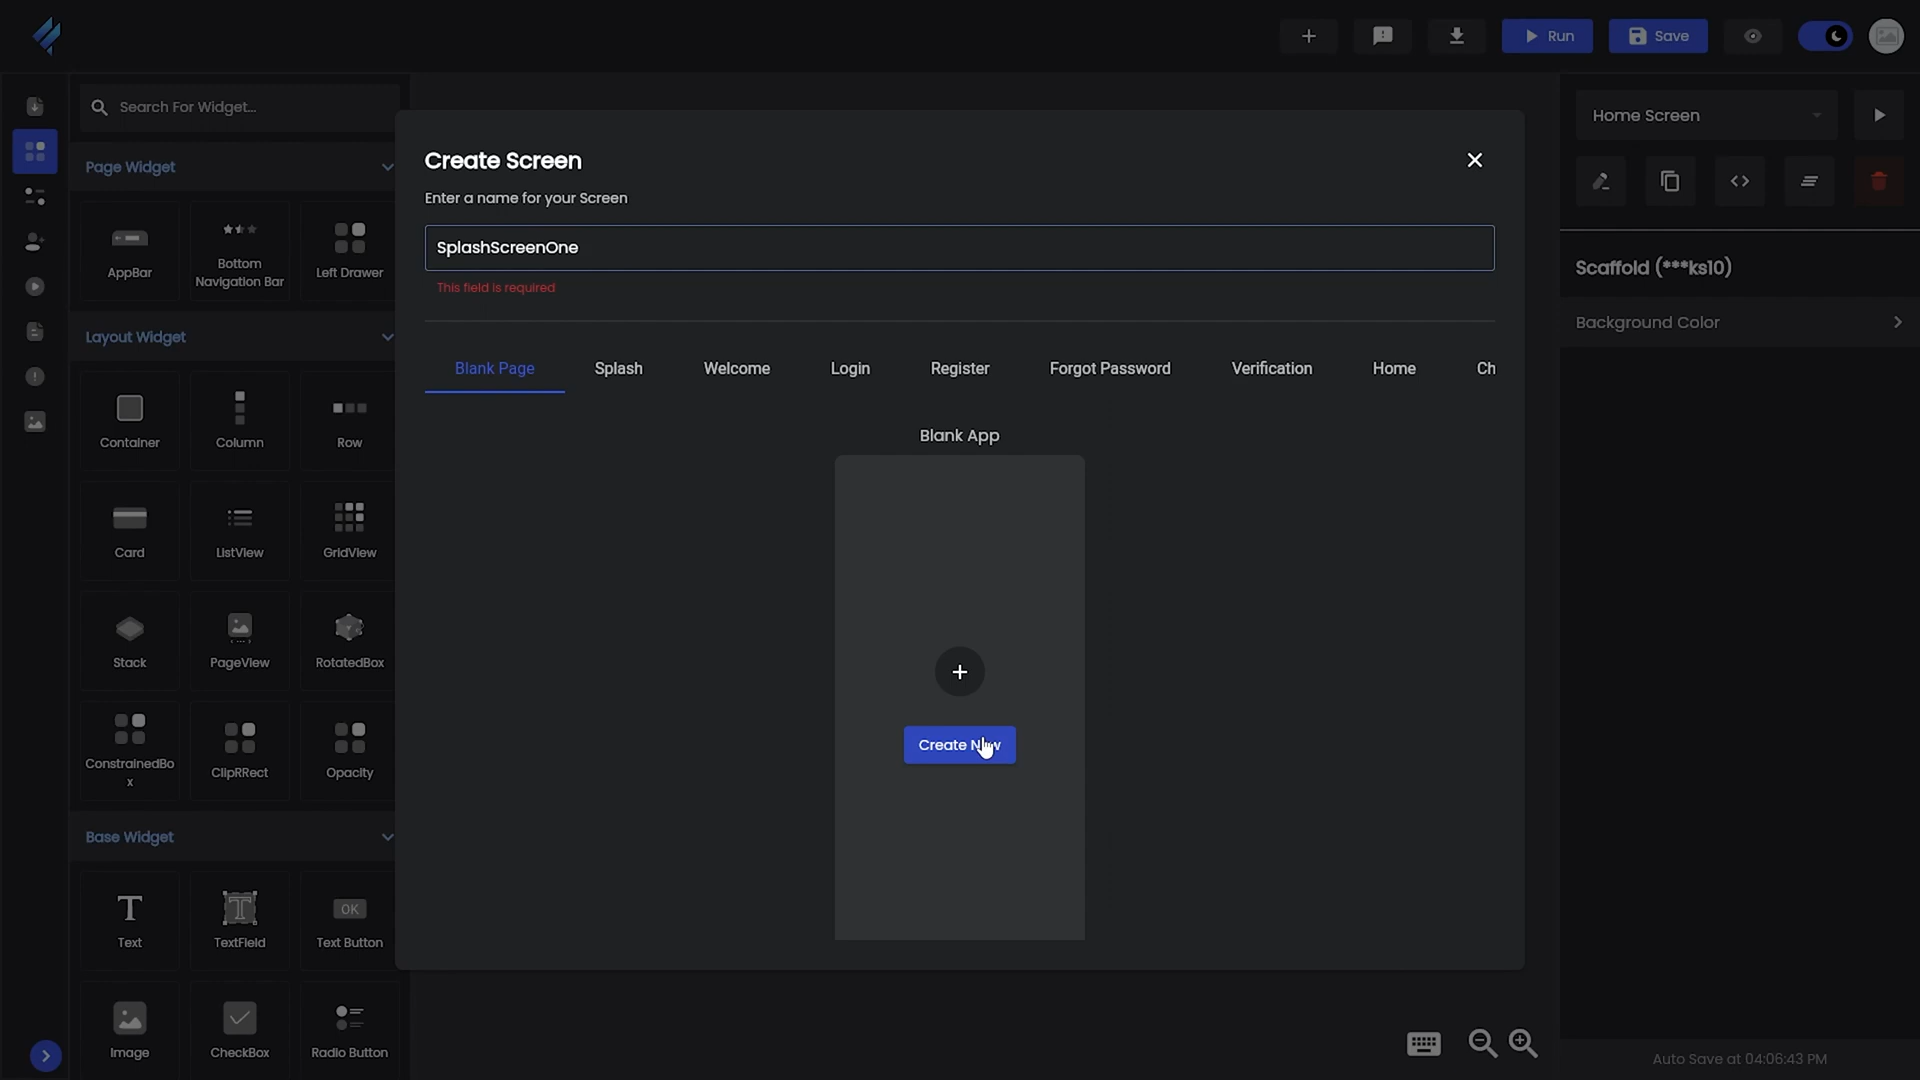 Run
Save
Search For Widget...
Page Widget
AppBar
Bottom
Navigation Bar
Left Drawer
Layout Widget
Container
Column
Row
Card
ListView
GridView
Stack
PageView
RotatedBox
ConstrainedBo
x
ClipRRect
Opacity
Base Widget
T
Text
T
TextField
OK
Text Button
Image
CheckBox
Radio Button
Create Screen
Enter a name for your Screen
SplashScreenOne
This field is required
Blank Page
Splash
Welcome
Login
Register
Forgot Password
Verification
Home
Ch
Blank App
Create New
Home Screen
Scaffold (***ks10)
Background Color
Auto Save at 04:06:43 PM